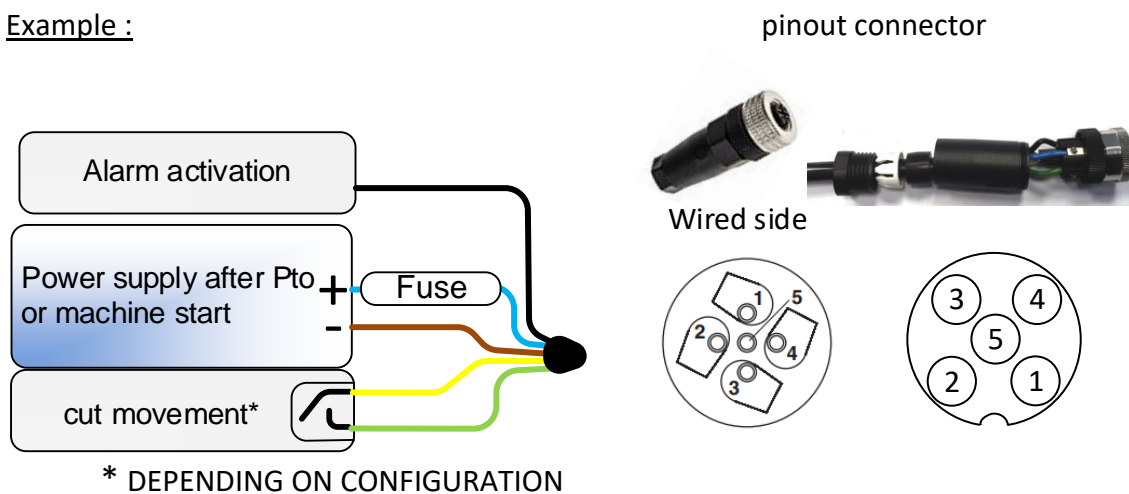 Example :
pinout connector
Alarm activation
Wired side
Power supply after Pto
or machine start
+
-
Fuse
cut movement*
* DEPENDING ON CONFIGURATION
1
5
2
4
3
3
4
5
2
1